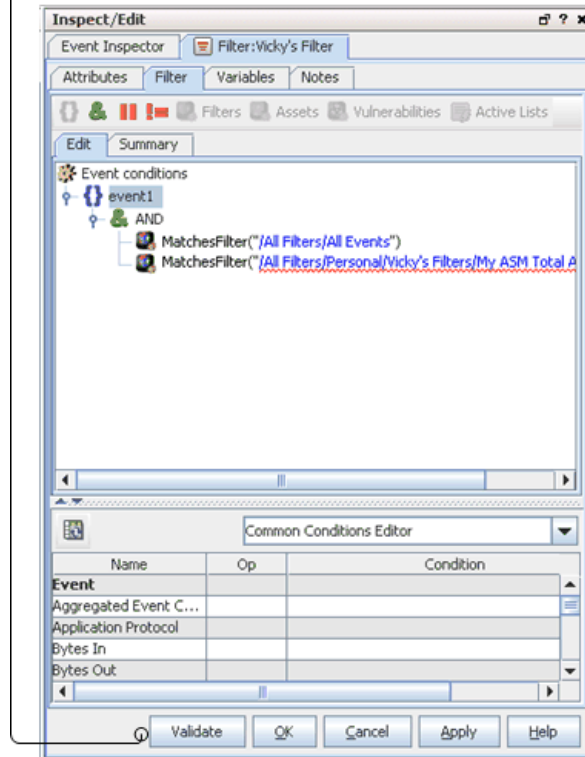 Inspect/Edit
Event Inspector Filter:Vicky's Filter
Attributes Filter Variables Notes
Filters Assets Vulnerabilities Active Lists
Edit Summary
Event conditions
event1
AND
MatchesFilter("/All Filters/All Events")
MatchesFilter("/All Filters/Personal/Vicky's Filters/My ASM Total A
Common Conditions Editor
Name Op Condition
Event
Aggregated Event C...
Application Protocol
Bytes In
Bytes Out
Validate OK Cancel Apply Help